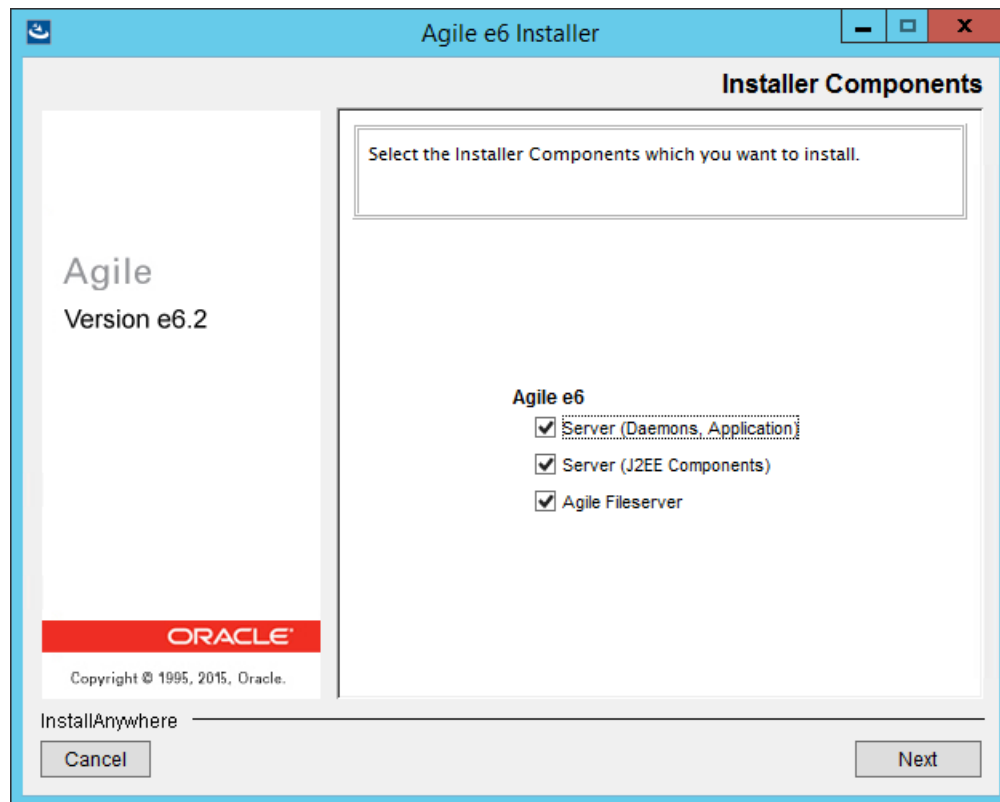 Agile e6 Installer
Installer Components
Select the Installer Components which you want to install.
Agile
Version e6.2
Agile e6
Server (Daemons, Application)
Server (J2EE Components)
Agile Fileserver
ORACLE
Copyright © 1995, 2015, Oracle.
InstallAnywhere
Cancel
Next